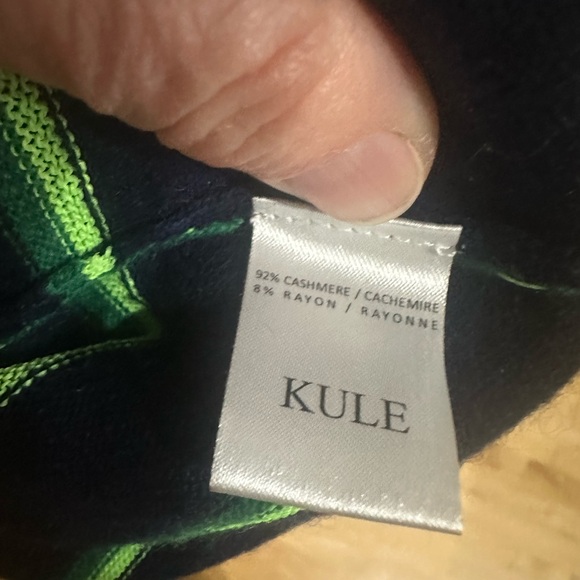 92% CASHMERE / CACHEMIRE
8% RAYON / RAYONNE
KULE